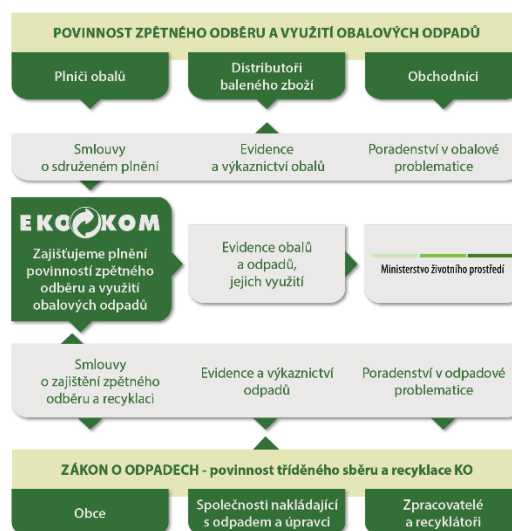 POVINNOST ZPĚTNÉHO ODBĚRU A VYUŽITÍ OBALOVÝCH ODPADŮ
Plniči obalů
Distributoři
baleného zboží
Obchodníci
Smlouvy
o sdruženém plnění
Evidence
a výkaznictví obalů
Poradenství v obalové
problematice
EKO KOM
Zajišťujeme plnění
povinností zpětného
odběru a využití
obalových odpadů
Evidence obalů
a odpadů,
jejich využití
Ministerstvo životního prostředí
Smlouvy
o zajištění zpětného
odběru a recyklaci
Evidence a výkaznictví
odpadů
Poradenství v odpadové
problematice
ZÁKON O ODPADECH - povinnost tříděného sběru a recyklace KO
Obce
Společnosti nakládající
s odpadem a úpravci
Zpracovatelé
a recyklátoři